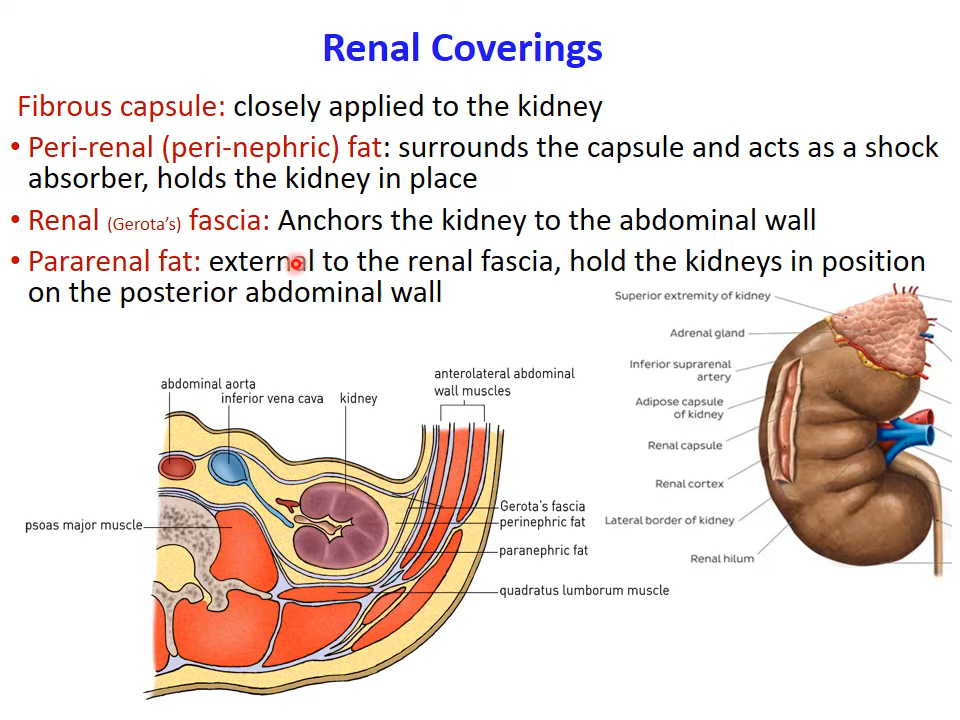 Renal Coverings
Fibrous capsule: closely applied to the kidney
• Peri-renal (peri-nephric) fat: surrounds the capsule and acts as a shock
absorber, holds the kidney in place
• Renal (Gerota’s) fascia: Anchors the kidney to the abdominal wall
• Pararenal fat: external to the renal fascia, hold the kidneys in position
on the posterior abdominal wall
abdominal aorta
inferior vena cava
kidney
anterolateral abdominal
wall muscles
psoas major muscle
Gerota’s fascia
perinephric fat
paranephric fat
quadratus lumborum muscle
Superior extremity of kidney
Adrenal gland
Inferior suprarenal
artery
Adipose capsule
of kidney
Renal capsule
Renal cortex
Lateral border of kidney
Renal hilum